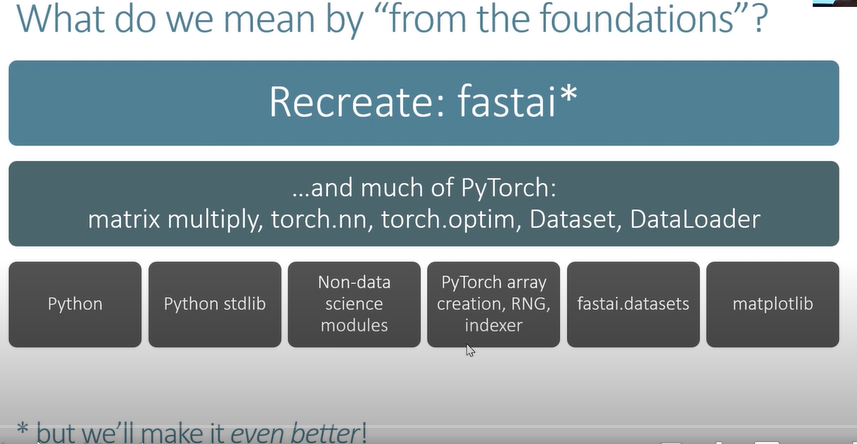 What do we mean by “from the foundations”?
Recreate: fastai*
...and much of PyTorch:
matrix multiply, torch.nn, torch.optim, Dataset, DataLoader
Python
Python stdlib
Non-data
science
modules
PyTorch array
creation, RNG,
indexer
fastai.datasets
matplotlib
* but we’ll make it even better!